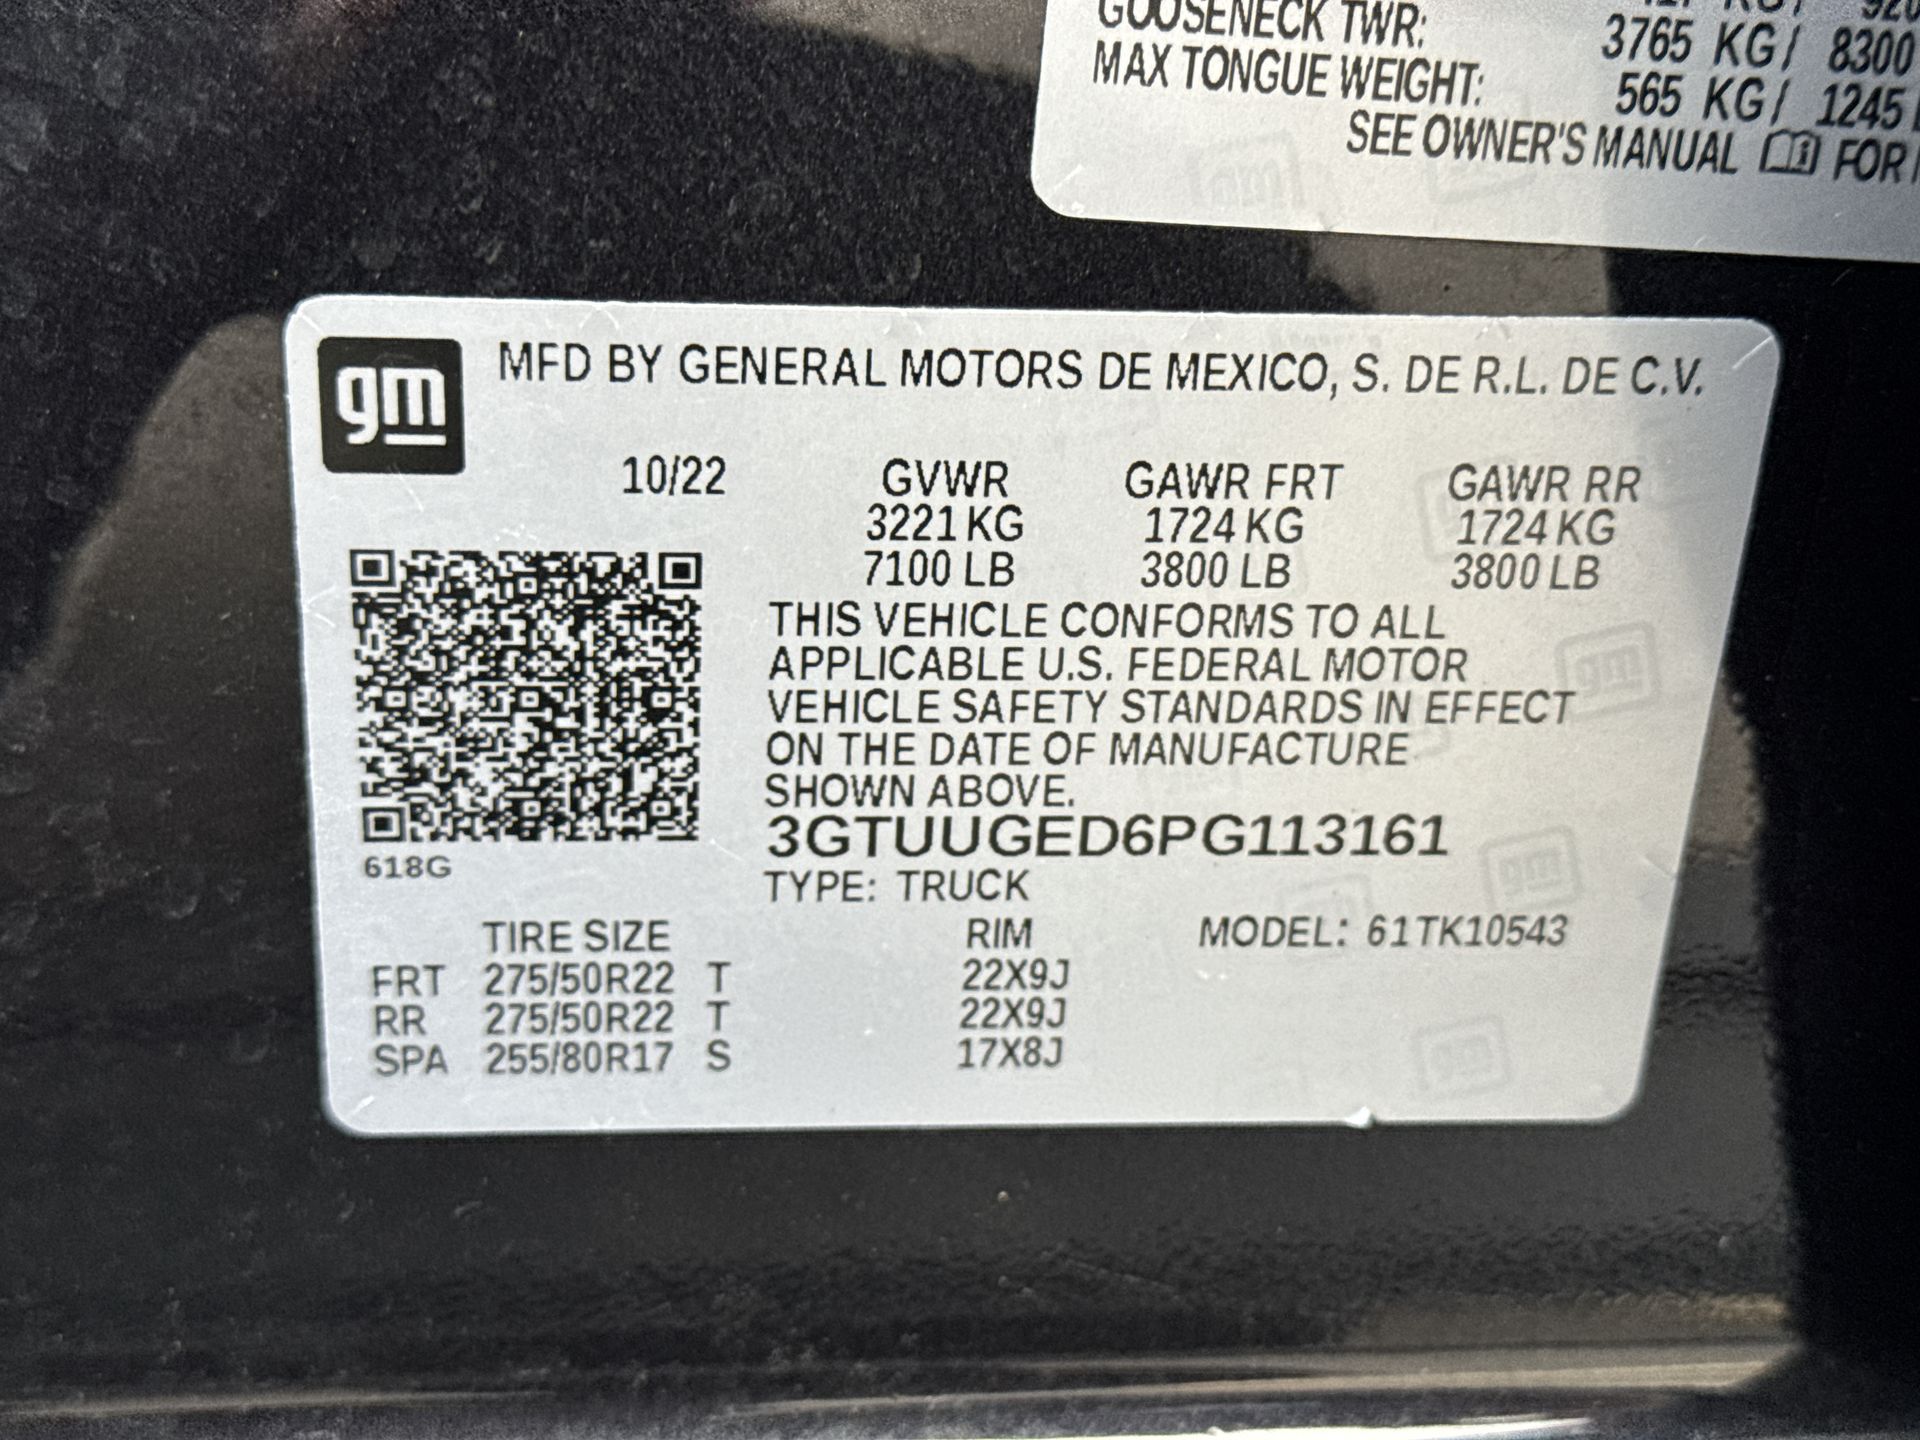 GOOSENECK TWR: 3765 KG/ 8300
MAX TONGUE WEIGHT: 565 KG/ 1245
SEE OWNER'S MANUAL FOR
gm
MFD BY GENERAL MOTORS DE MEXICO, S. DE R.L. DE C.V.
10/22 GVWR GAWR FRT GAWR RR
3221 KG 1724 KG 1724 KG
7100 LB 3800 LB 3800 LB
THIS VEHICLE CONFORMS TO ALL
APPLICABLE U.S. FEDERAL MOTOR
VEHICLE SAFETY STANDARDS IN EFFECT
ON THE DATE OF MANUFACTURE
SHOWN ABOVE.
3GTUUGED6PG113161
618G
TYPE: TRUCK
TIRE SIZE RIM MODEL: 61TK10543
FRT 275/50R22 T 22X9J
RR 275/50R22 T 22X9J
SPA 255/80R17 S 17X8J